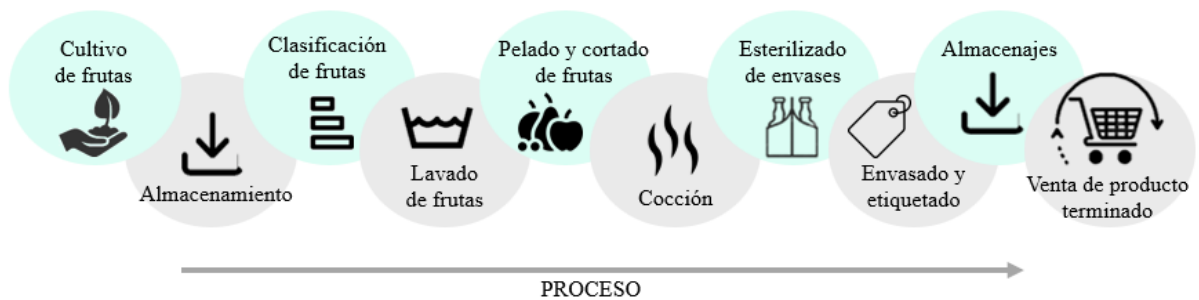 Cultivo
de frutas
Almacenamiento
Clasificación
de frutas
Lavado
de frutas
Pelado y cortado
de frutas
Cocción
Esterilizado
de envases
Envasado y
etiquetado
Almacenajes
Venta de producto
terminado
PROCESO